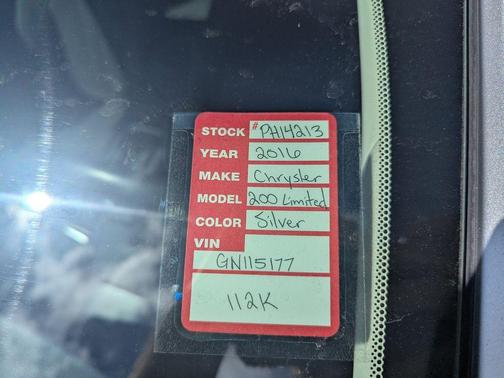 STOCK #PH14213
YEAR 2016
MAKE Chrysler
MODEL 200 Limited
COLOR Silver
VIN
GN115177
112K